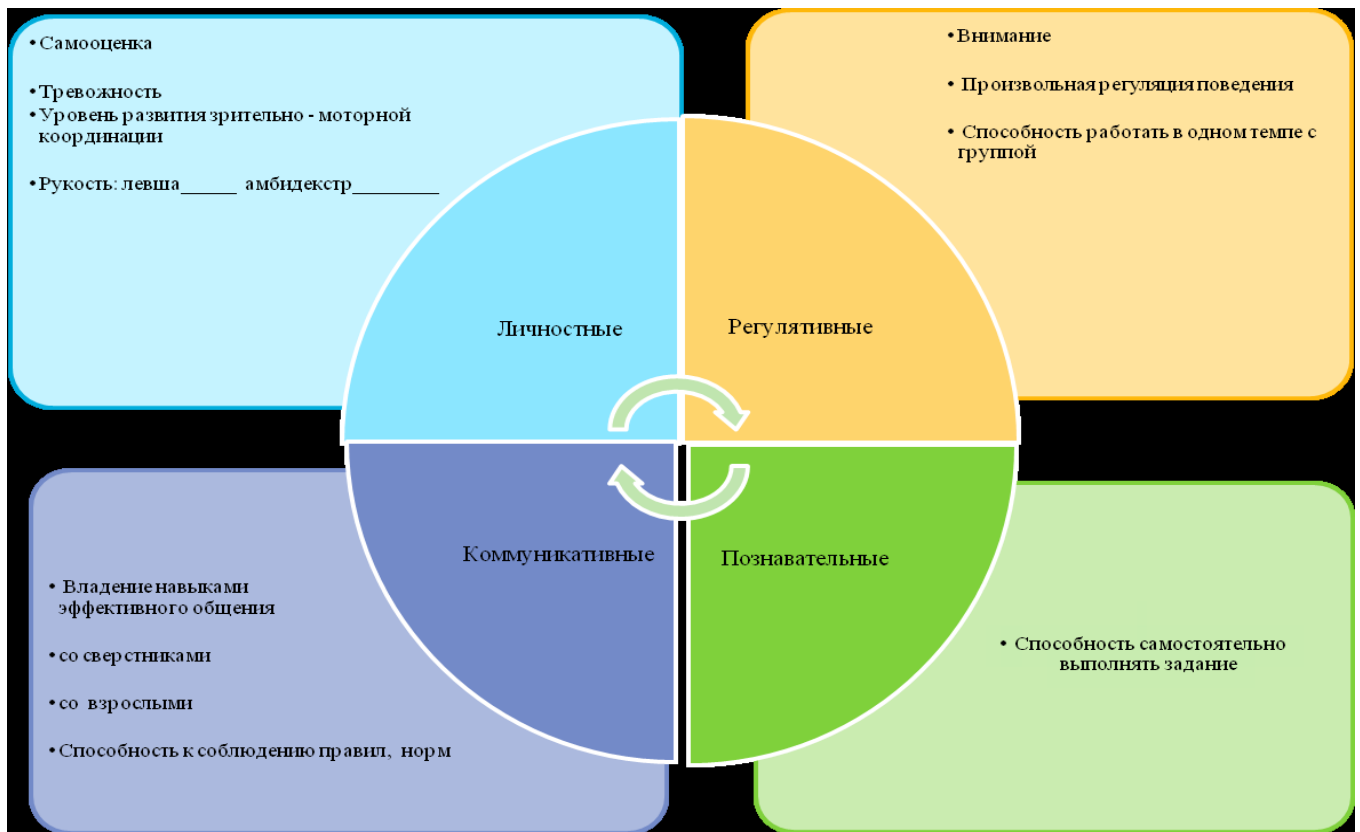 • Самооценка
• Тревожность
• Уровень развития зрительно - моторной
координации
• Рукость: левша______ амбидекстр_________
• Внимание
• Произвольная регуляция поведения
• Способность работать в одном темпе с
группой
Личностные
Регулятивные
Коммуникативные
Познавательные
• Владение навыками
эффективного общения
• со сверстниками
• со взрослыми
• Способность к соблюдению правил, норм
• Способность самостоятельно
выполнять задание